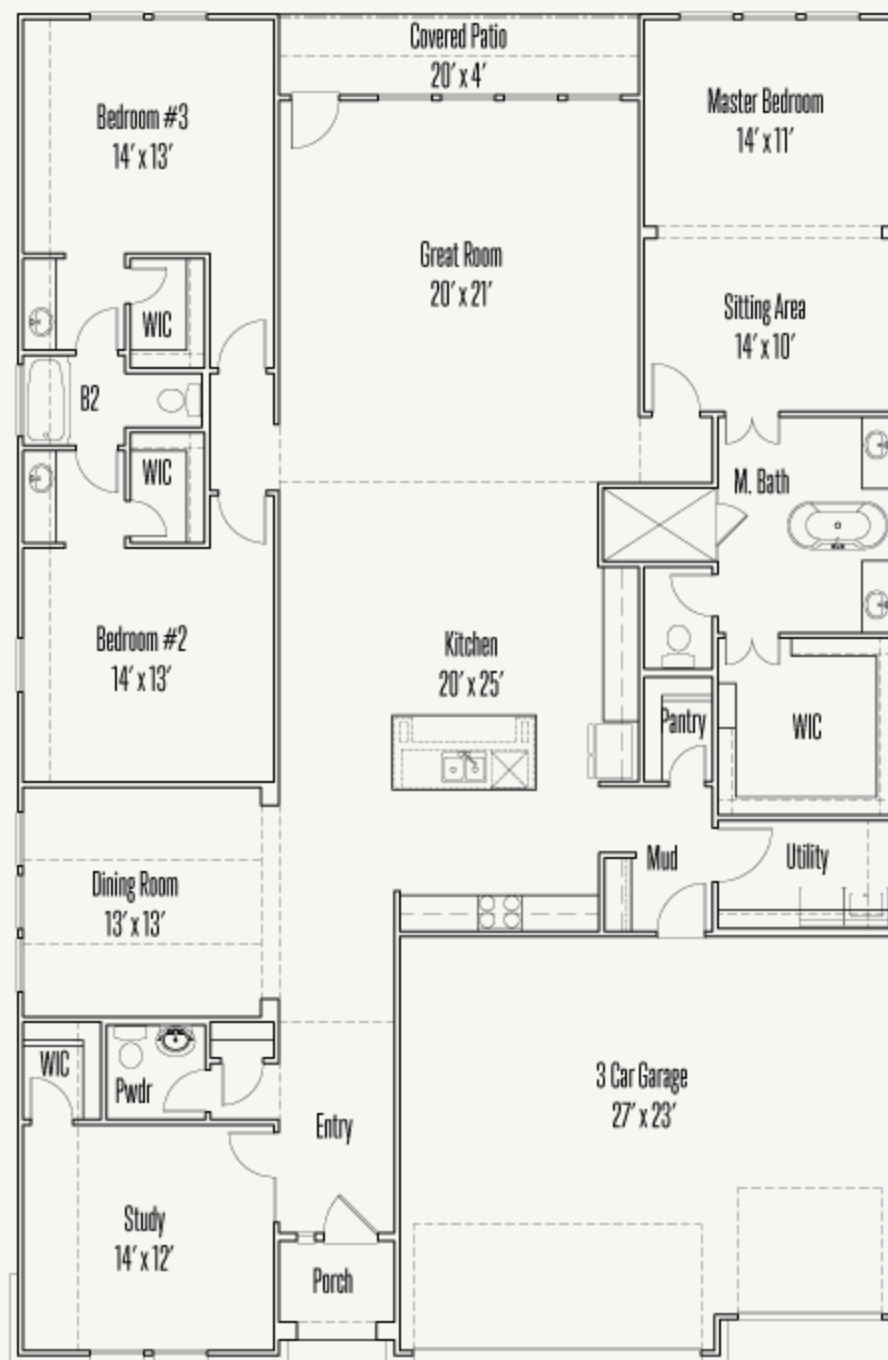 Covered Patio
20' x 4'
Bedroom #3
14' x 13'
Master Bedroom
14' x 11'
Great Room
20' x 21'
Sitting Area
14' x 10'
WIC
B2
WIC
M. Bath
Bedroom #2
14' x 13'
Kitchen
20' x 25'
Pantry
WIC
Mud
Utility
Dining Room
13' x 13'
WIC
Pwdr
3 Car Garage
27' x 23'
Entry
Study
14' x 12'
Porch